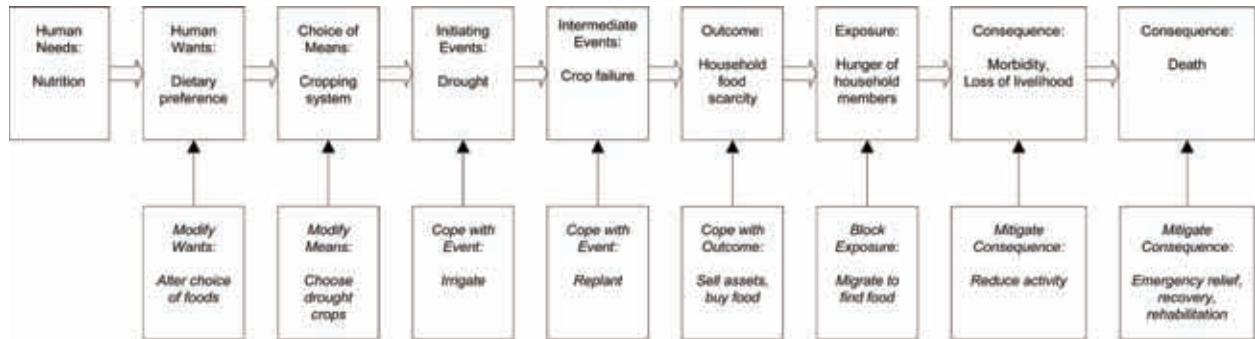 Human
Needs:
Nutrition
Human
Wants:
Dietary
preference
Choice of
Means:
Cropping
system
Initiating
Events:
Drought
Intermediate
Events:
Crop failure
Outcome:
Household
food
scarcity
Exposure:
Hunger of
household
members
Consequence:
Morbidity,
Loss of livelihood
Consequence:
Death
Modify
Wants:
Alter choice
of foods
Modify
Means:
Choose
drought
crops
Cope with
Event:
Irrigate
Cope with
Event:
Replant
Cope with
Outcome:
Sell assets,
buy food
Block
Exposure:
Migrate to
find food
Mitigate
Consequence:
Reduce activity
Mitigate
Consequence:
Emergency relief,
recovery,
rehabilitation